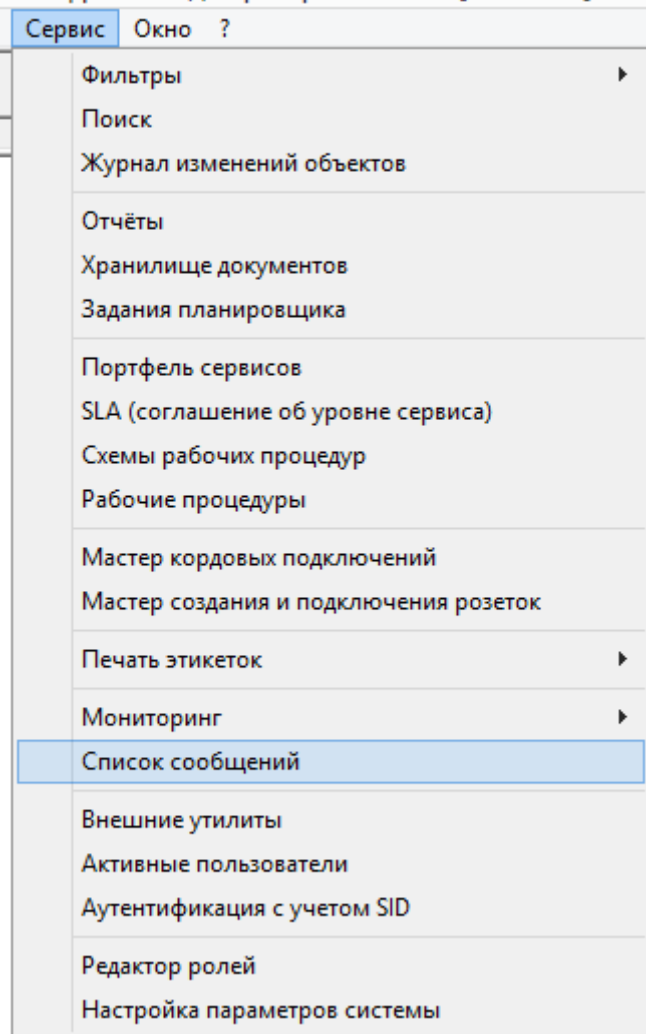 Сервис Окно ?
Фильтры
Поиск
Журнал изменений объектов
Отчёты
Хранилище документов
Задания планировщика
Портфель сервисов
SLA (соглашение об уровне сервиса)
Схемы рабочих процедур
Рабочие процедуры
Мастер кордовых подключений
Мастер создания и подключения розеток
Печать этикеток
Мониторинг
Список сообщений
Внешние утилиты
Активные пользователи
Аутентификация с учетом SID
Редактор ролей
Настройка параметров системы